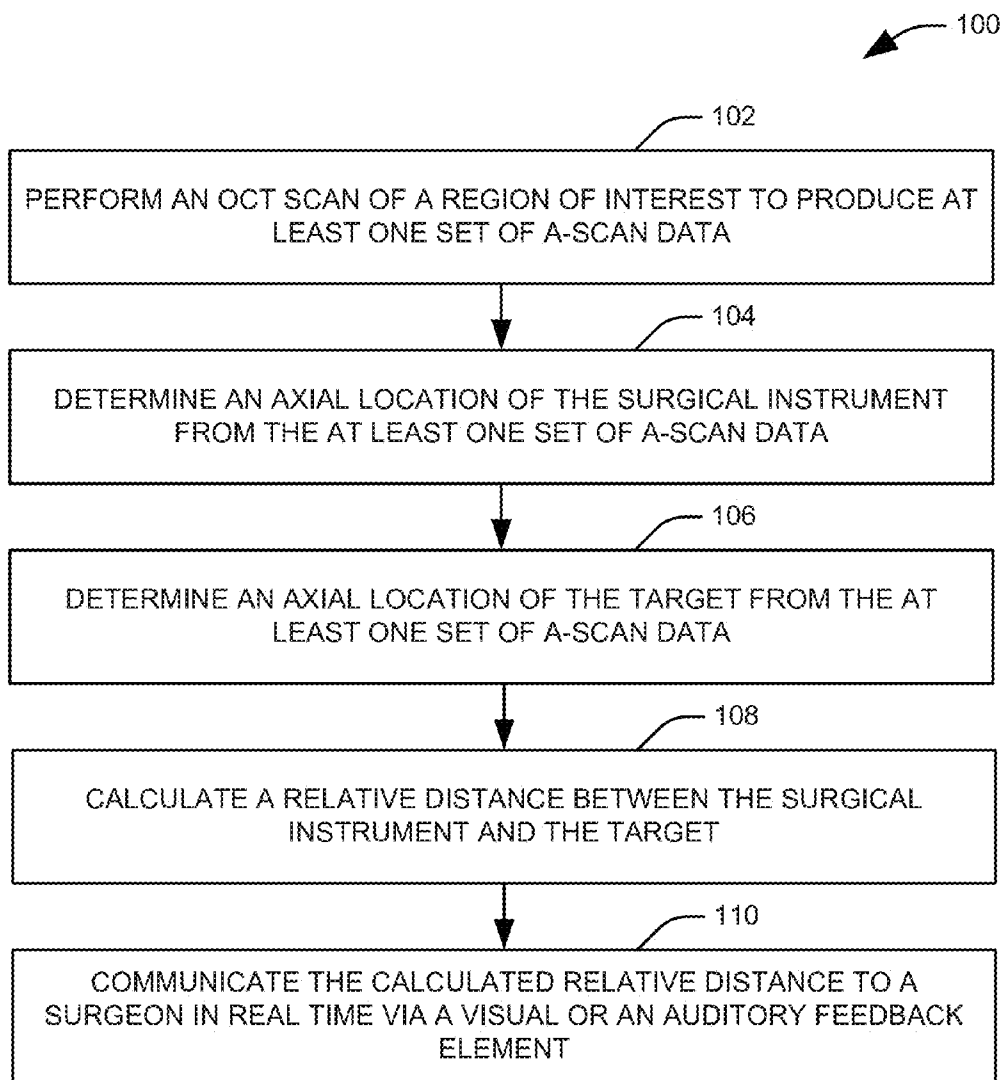 100
102
PERFORM AN OCT SCAN OF A REGION OF INTEREST TO PRODUCE AT
LEAST ONE SET OF A-SCAN DATA
104
DETERMINE AN AXIAL LOCATION OF THE SURGICAL INSTRUMENT
FROM THE AT LEAST ONE SET OF A-SCAN DATA
106
DETERMINE AN AXIAL LOCATION OF THE TARGET FROM THE AT
LEAST ONE SET OF A-SCAN DATA
108
CALCULATE A RELATIVE DISTANCE BETWEEN THE SURGICAL
INSTRUMENT AND THE TARGET
110
COMMUNICATE THE CALCULATED RELATIVE DISTANCE TO A
SURGEON IN REAL TIME VIA A VISUAL OR AN AUDITORY FEEDBACK
ELEMENT